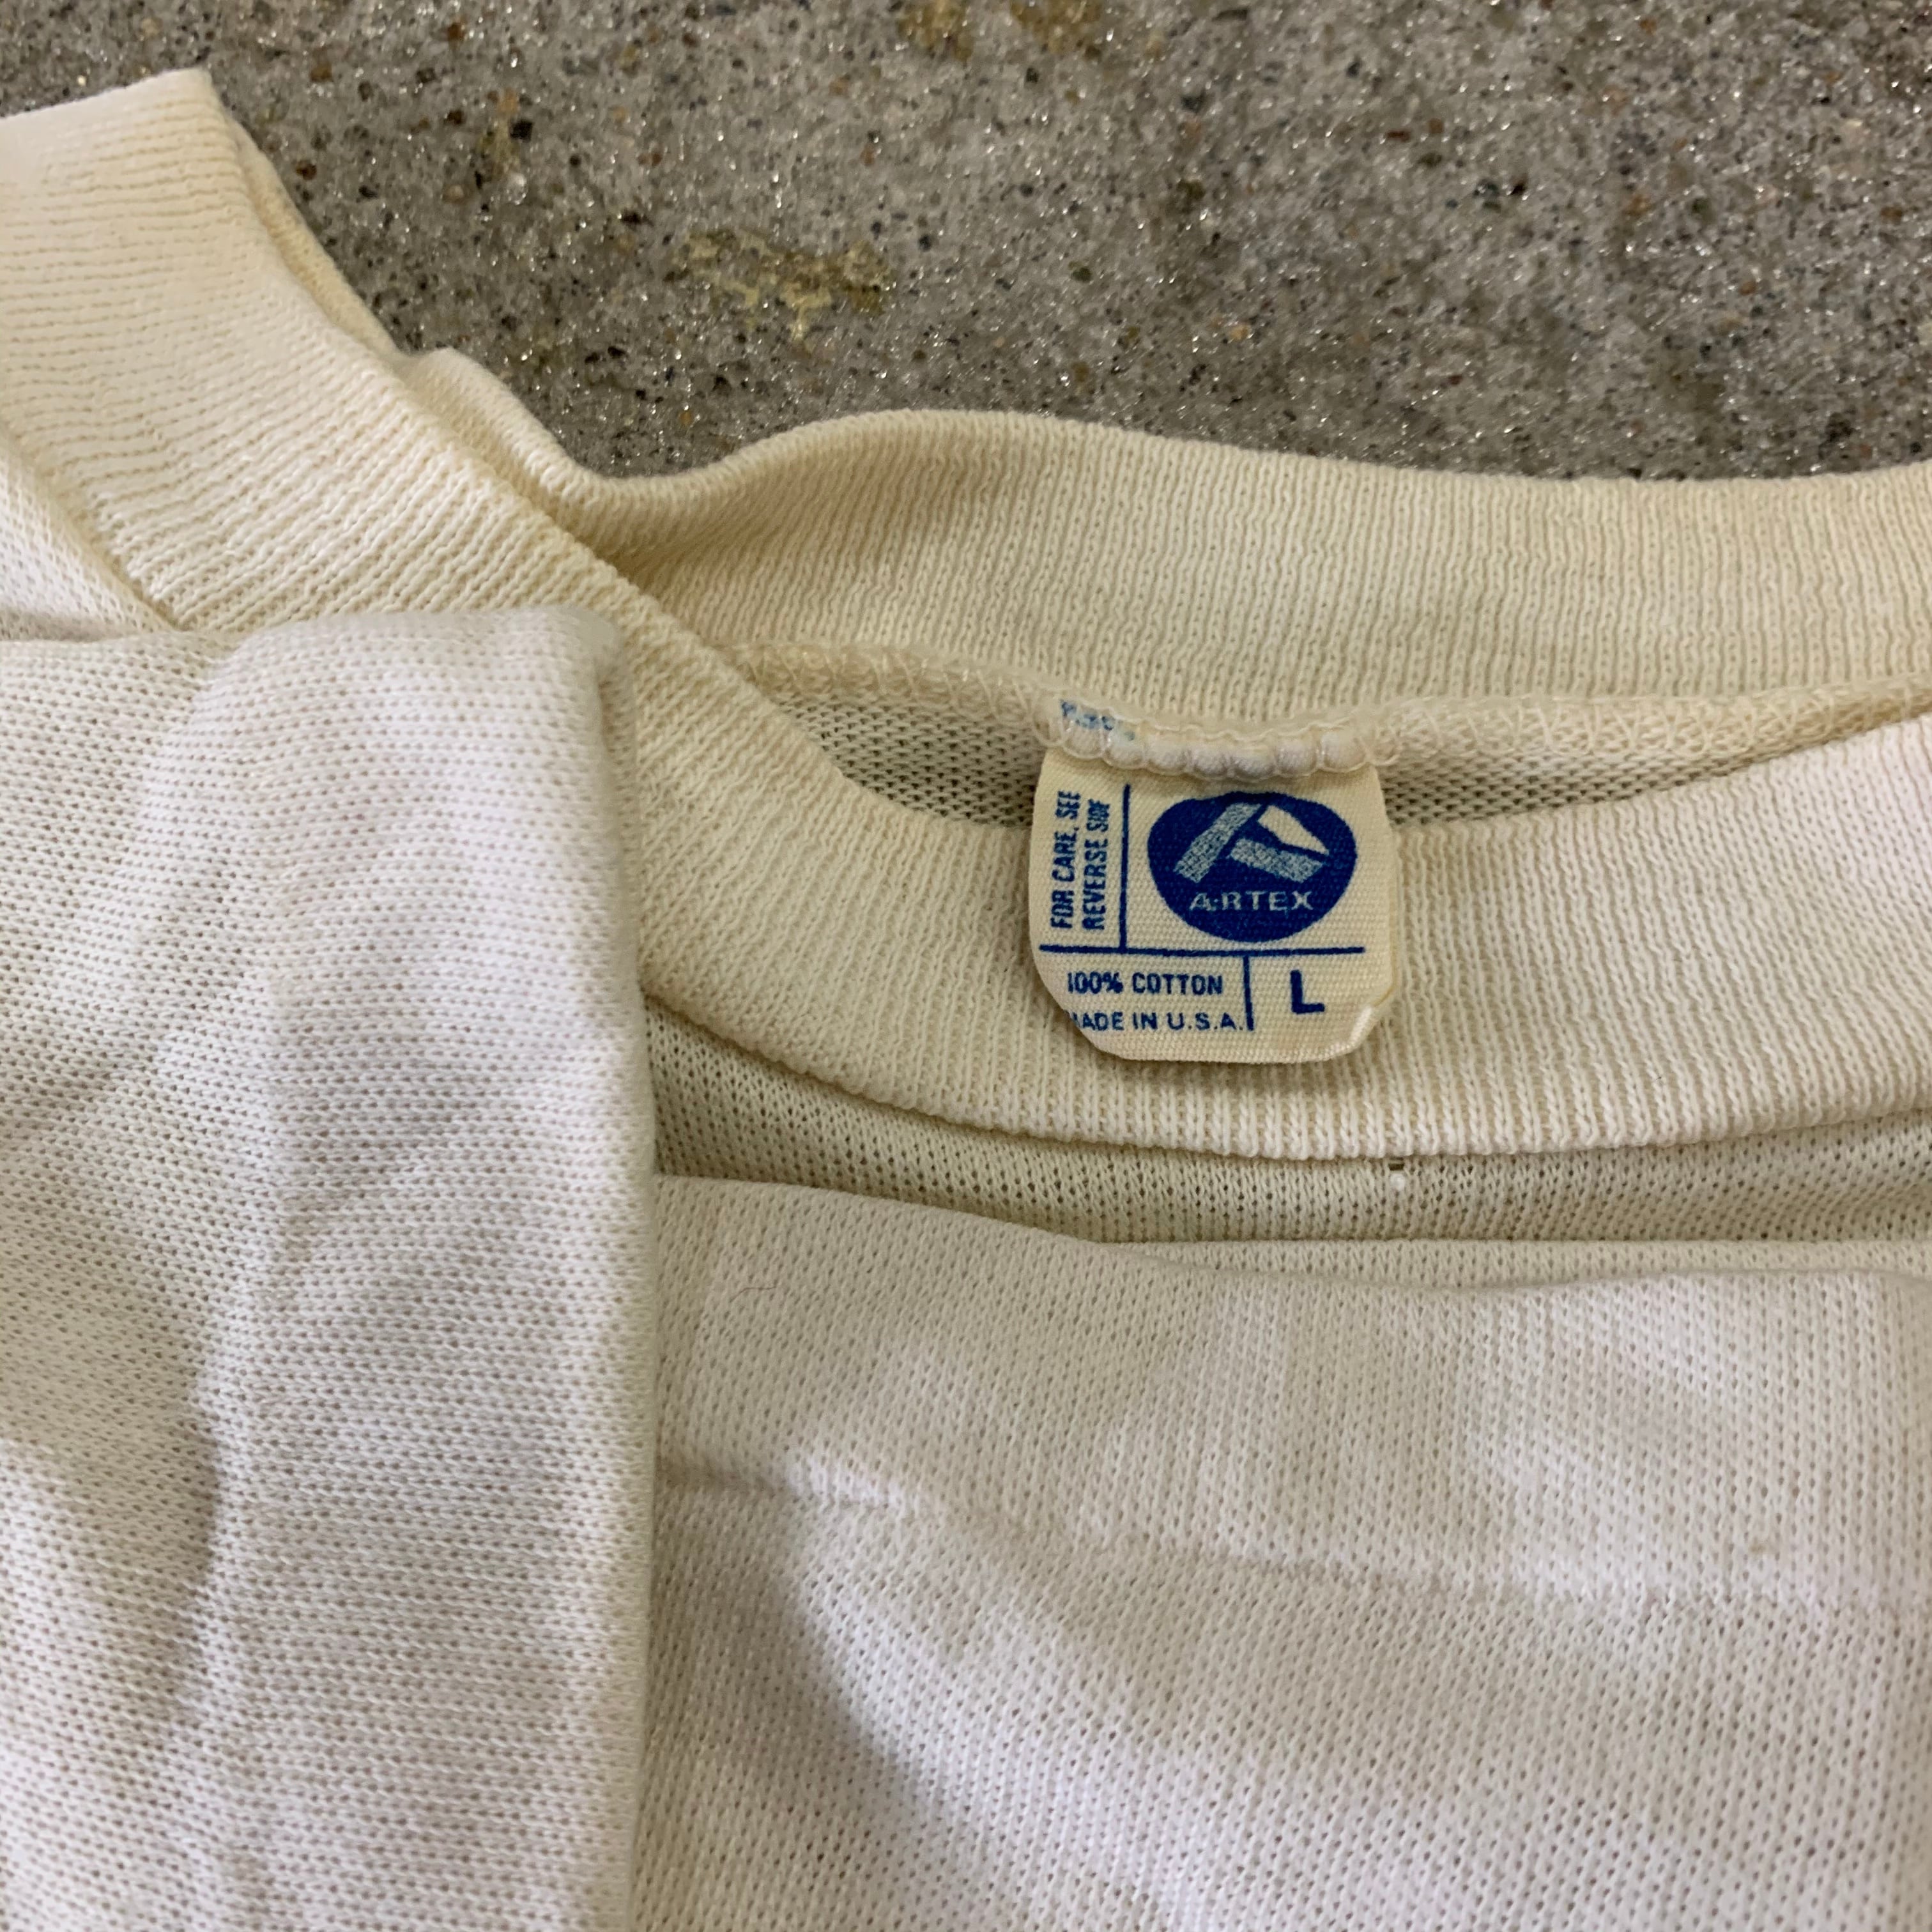 FOR CARE, SEE
REVERSE SIDE
ARTEX
100% COTTON
MADE IN U.S.A.
L